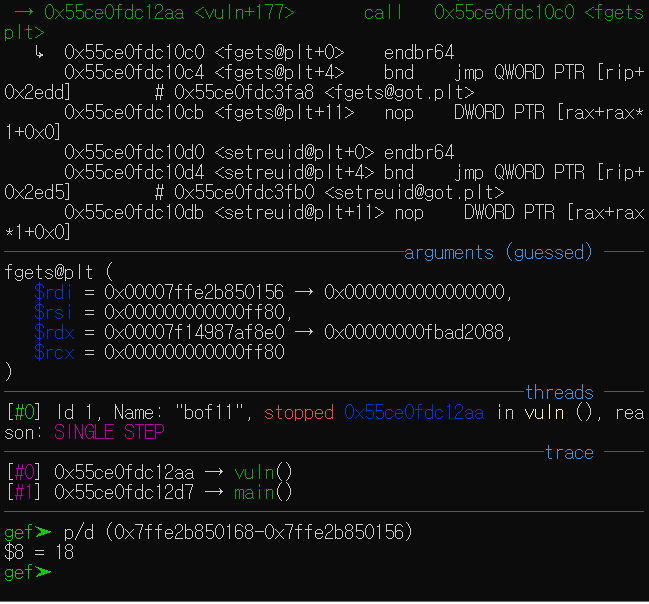 → 0x55ce0fdc12aa <vuln+177>       call   0x55ce0fdc10c0 <fgets
plt>
↳  0x55ce0fdc10c0 <fgets@plt+0>    endbr64
0x55ce0fdc10c4 <fgets@plt+4>    bnd    jmp QWORD PTR [rip+
0x2edd]        # 0x55ce0fdc3fa8 <fgets@got.plt>
0x55ce0fdc10cb <fgets@plt+11>   nop    DWORD PTR [rax+rax*
1+0x0]
0x55ce0fdc10d0 <setreuid@plt+0> endbr64
0x55ce0fdc10d4 <setreuid@plt+4> bnd    jmp QWORD PTR [rip+
0x2ed5]        # 0x55ce0fdc3fb0 <setreuid@got.plt>
0x55ce0fdc10db <setreuid@plt+11> nop    DWORD PTR [rax+rax
*1+0x0]
arguments (guessed)
fgets@plt (
$rdi = 0x00007ffe2b850156 → 0x0000000000000000,
$rsi = 0x000000000000ff80,
$rdx = 0x00007f14987af8e0 → 0x00000000fbad2088,
$rcx = 0x000000000000ff80
)
threads
[#0] Id 1, Name: "bof11", stopped 0x55ce0fdc12aa in vuln (), rea
son: SINGLE STEP
trace
[#0] 0x55ce0fdc12aa → vuln()
[#1] 0x55ce0fdc12d7 → main()
gef➤  p/d (0x7ffe2b850168-0x7ffe2b850156)
$8 = 18
gef➤